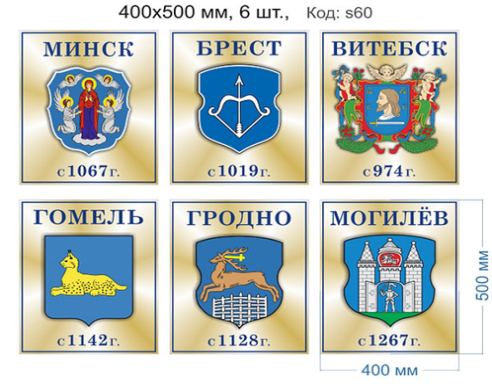 400х500 мм, 6 шт., Код: s60
МИНСК
БРЕСТ
ВИТЕБСК
с1067г.
с1019г.
с974г.
ГОМЕЛЬ
ГРОДНО
МОГИЛЁВ
с1142г.
с1128г.
с1267г.
500 мм
400 мм